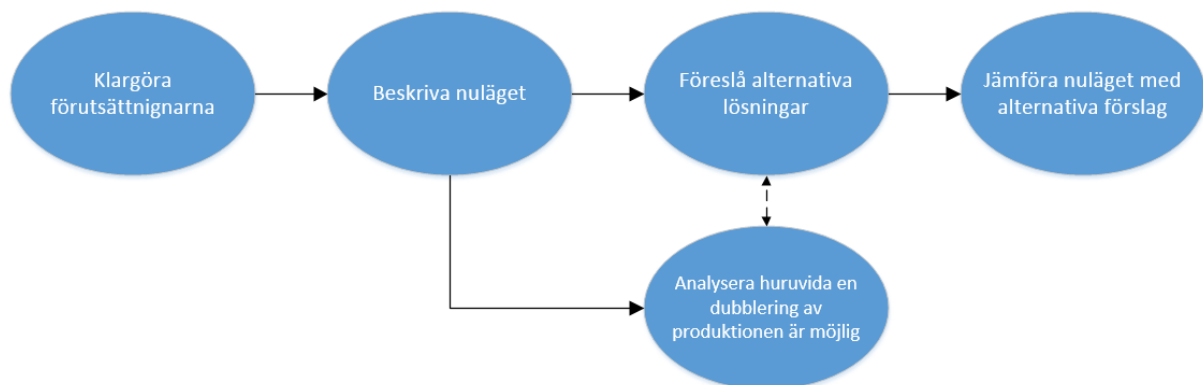 Klargöra
förutsättnignarna
Beskriva nuläget
Föreslå alternativa
lösningar
Jämföra nuläget med
alternativa förslag
Analysera huruvida en
dubblering av
produktionen är möjlig